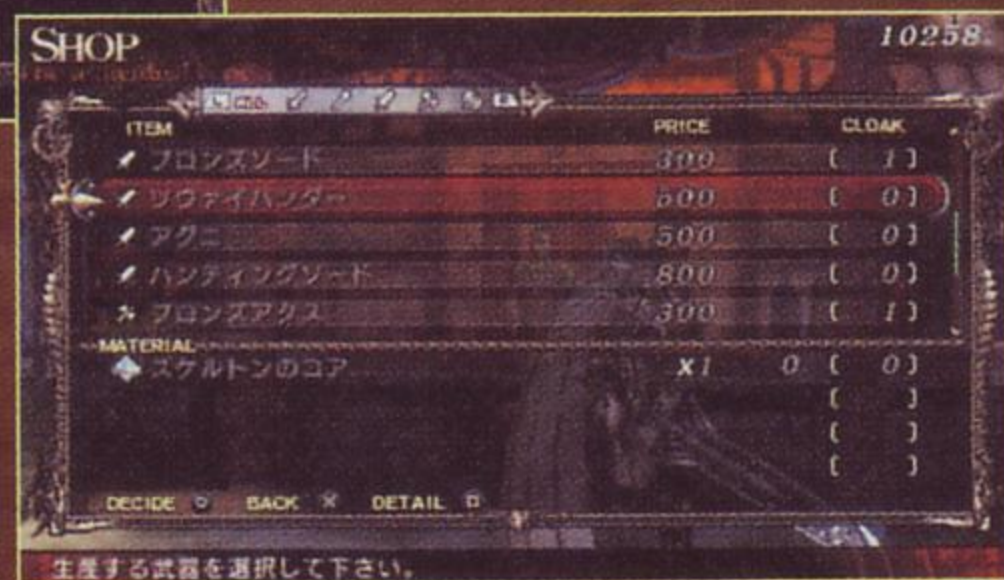 SHOP 10258
ITEM PRICE CLOAK
ブロンズソード 300 [ 1 ]
ツヴァイハンダー 500 [ 0 ]
アグニ 500 [ 0 ]
ハンティングソード 800 [ 0 ]
ブロンズアクス 300 [ 1 ]
MATERIAL
スケルトンのコア x1 0 [ 0 ]
[ ]
[ ]
[ ]
DECIDE BACK DETAIL
生産する武器を選択して下さい。